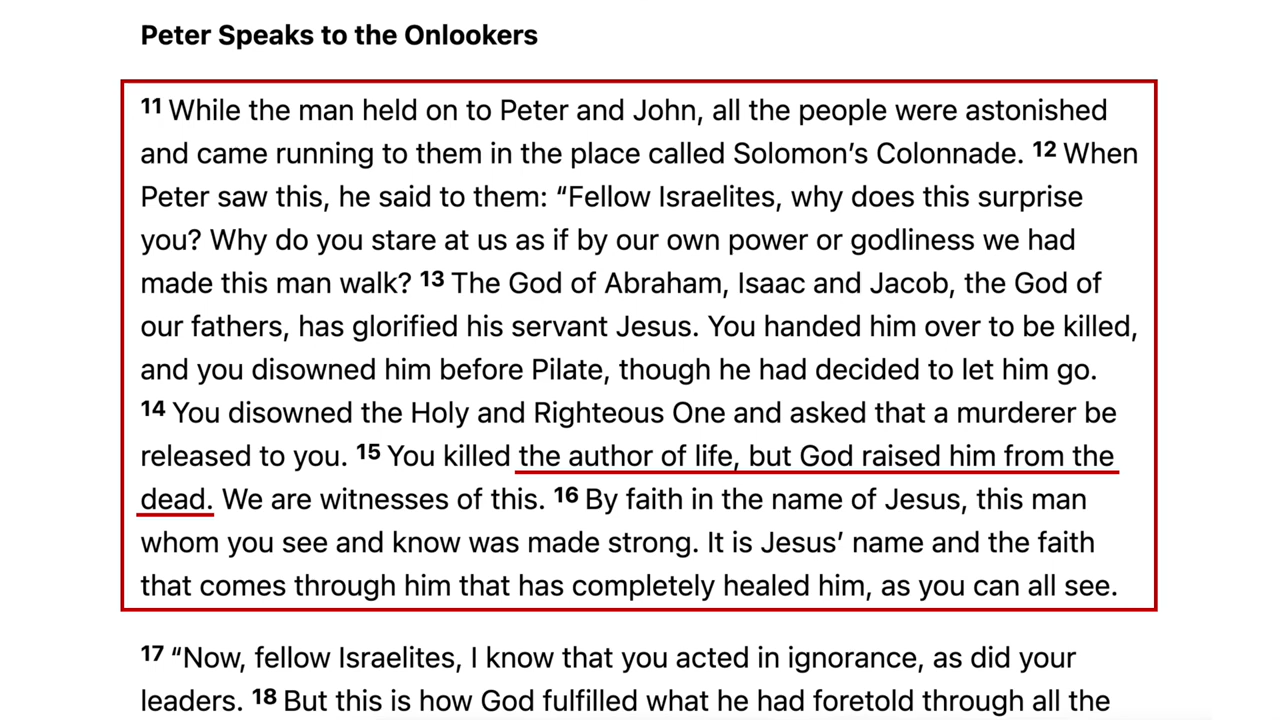 Peter Speaks to the Onlookers
11 While the man held on to Peter and John, all the people were astonished
and came running to them in the place called Solomon’s Colonnade. 12 When
Peter saw this, he said to them: “Fellow Israelites, why does this surprise
you? Why do you stare at us as if by our own power or godliness we had
made this man walk? 13 The God of Abraham, Isaac and Jacob, the God of
our fathers, has glorified his servant Jesus. You handed him over to be killed,
and you disowned him before Pilate, though he had decided to let him go.
14 You disowned the Holy and Righteous One and asked that a murderer be
released to you. 15 You killed the author of life, but God raised him from the
dead. We are witnesses of this. 16 By faith in the name of Jesus, this man
whom you see and know was made strong. It is Jesus’ name and the faith
that comes through him that has completely healed him, as you can all see.
17 “Now, fellow Israelites, I know that you acted in ignorance, as did your
leaders. 18 But this is how God fulfilled what he had foretold through all the